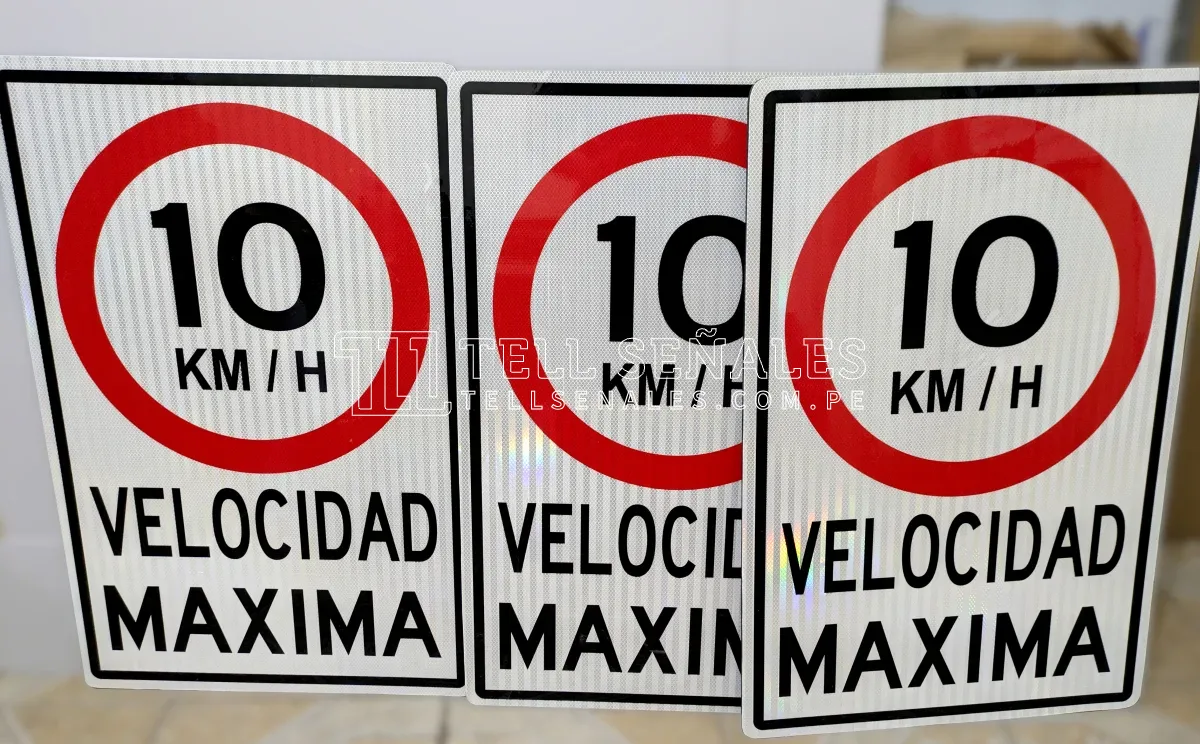 10
KM / H
VELOCIDAD
MAXIMA
10
KM / H
VELOCID
MAXIM
10
KM / H
VELOCIDAD
MAXIMA
TELL SEÑALES
TELLSENALES.COM.PE